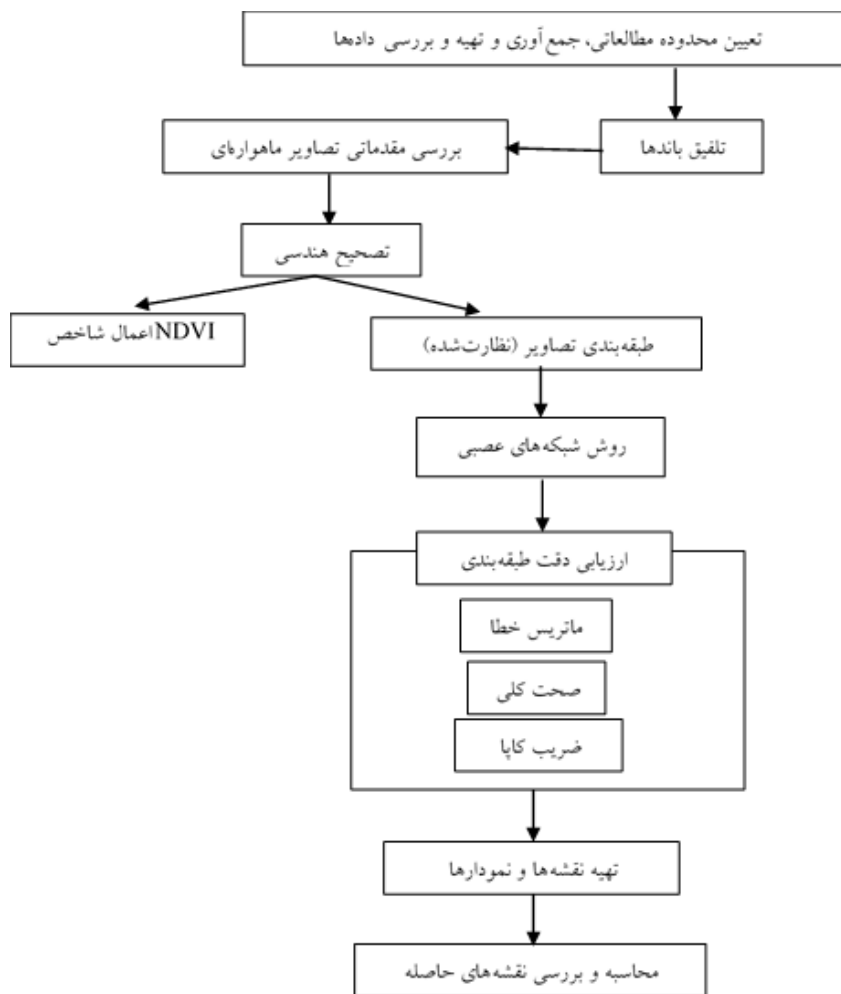 تعیین محدوده مطالعاتی، جمع‌آوری و تهیه و بررسی داده‌ها
تلفیق باندها
بررسی مقدماتی تصاویر ماهواره‌ای
تصحیح هندسی
NDVIاعمال شاخص
طبقه‌بندی تصاویر (نظارت‌شده)
روش شبکه‌های عصبی
ارزیابی دقت طبقه‌بندی
ماتریس خطا
صحت کلی
ضریب کاپا
تهیه نقشه‌ها و نمودارها
محاسبه و بررسی نقشه‌های حاصله